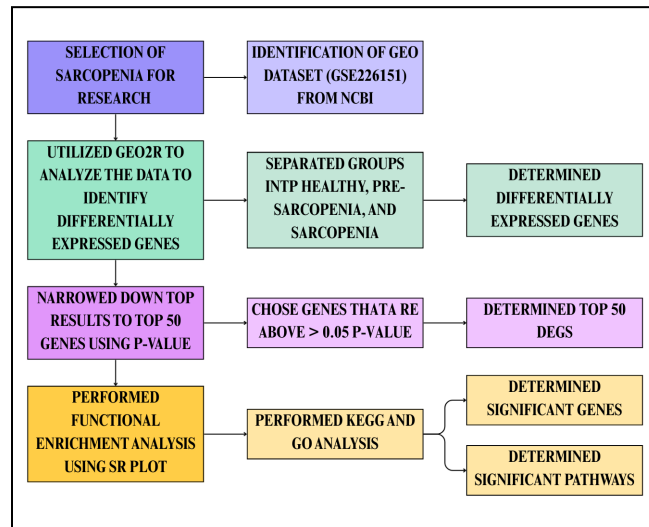 SELECTION OF
SARCOPENIA FOR
RESEARCH
IDENTIFICATION OF GEO
DATASET (GSE226151)
FROM NCBI
UTILIZED GEO2R TO
ANALYZE THE DATA TO
IDENTIFY
DIFFERENTIALLY
EXPRESSED GENES
SEPARATED GROUPS
INTP HEALTHY, PRE-
SARCOPENIA, AND
SARCOPENIA
DETERMINED
DIFFERENTIALLY
EXPRESSED GENES
NARROWED DOWN TOP
RESULTS TO TOP 50
GENES USING P-VALUE
CHOSE GENES THATA RE
ABOVE > 0.05 P-VALUE
DETERMINED TOP 50
DEGS
PERFORMED
FUNCTIONAL
ENRICHMENT ANALYSIS
USING SR PLOT
PERFORMED KEGG AND
GO ANALYSIS
DETERMINED
SIGNIFICANT GENES
DETERMINED
SIGNIFICANT PATHWAYS